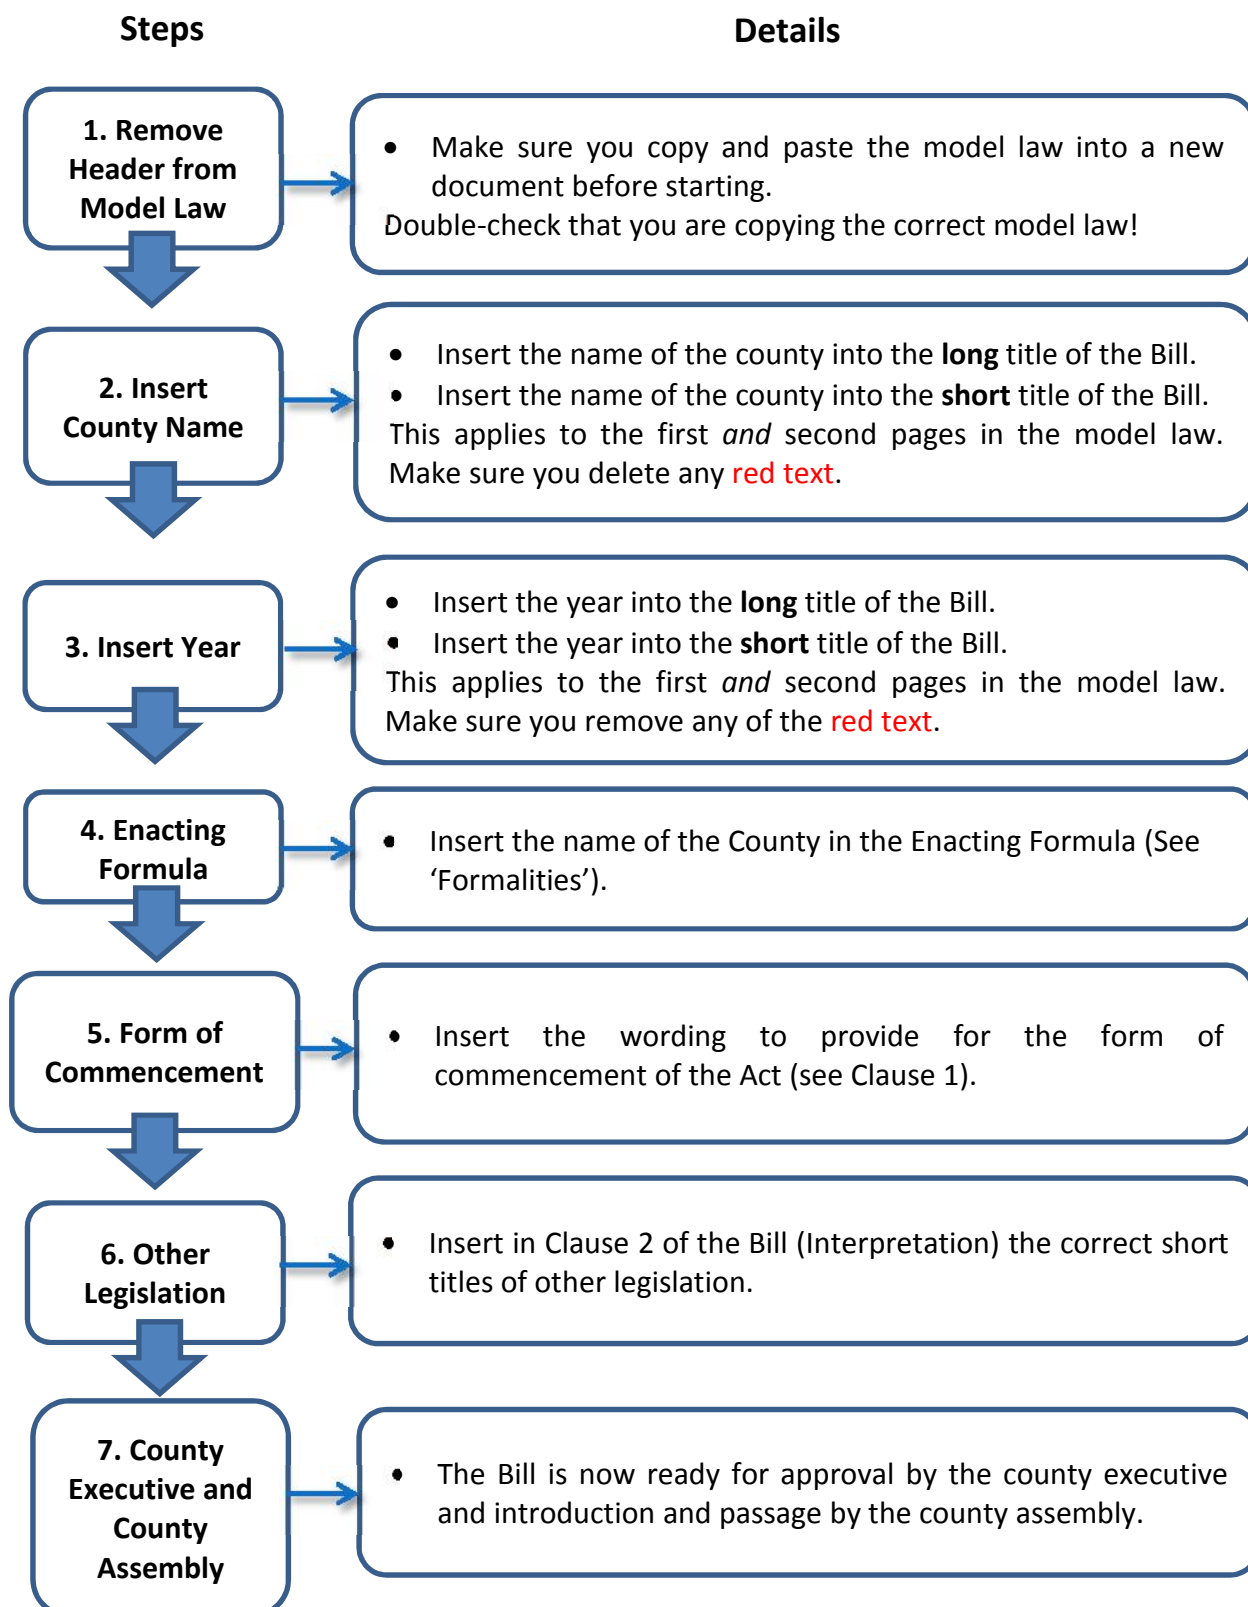 Steps
Details
1. Remove
Header from
Model Law
• Make sure you copy and paste the model law into a new
document before starting.
Double-check that you are copying the correct model law!
2. Insert
County Name
• Insert the name of the county into the long title of the Bill.
• Insert the name of the county into the short title of the Bill.
This applies to the first and second pages in the model law.
Make sure you delete any red text.
3. Insert Year
• Insert the year into the long title of the Bill.
• Insert the year into the short title of the Bill.
This applies to the first and second pages in the model law.
Make sure you remove any of the red text.
4. Enacting
Formula
• Insert the name of the County in the Enacting Formula (See
‘Formalities’).
5. Form of
Commencement
• Insert the wording to provide for the form of
commencement of the Act (see Clause 1).
6. Other
Legislation
• Insert in Clause 2 of the Bill (Interpretation) the correct short
titles of other legislation.
7. County
Executive and
County
Assembly
• The Bill is now ready for approval by the county executive
and introduction and passage by the county assembly.